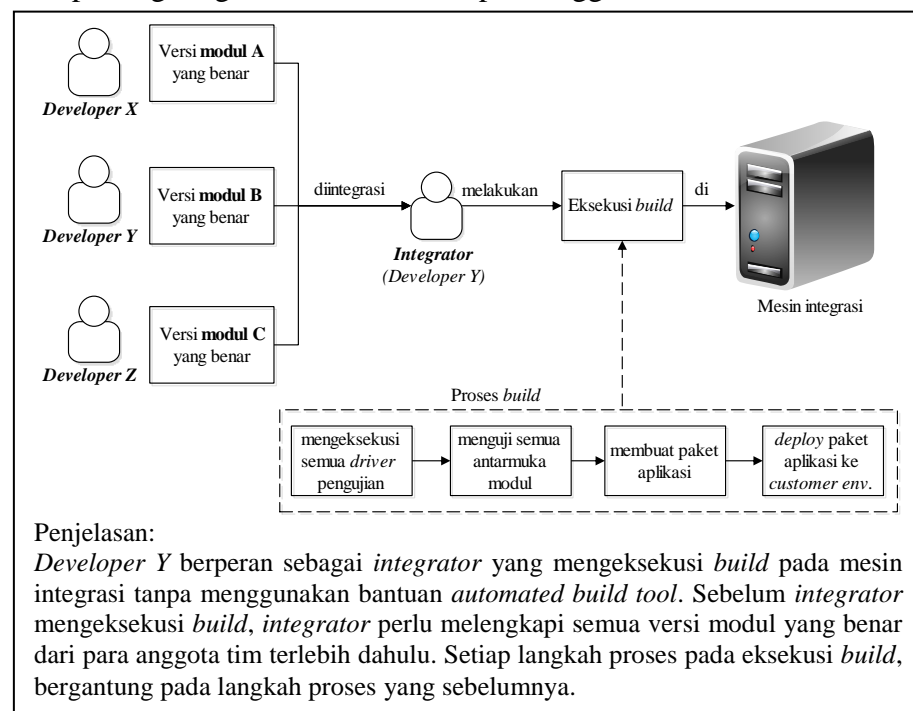 Versi modul A
yang benar
Developer X
Versi modul B
yang benar
Developer Y
Versi modul C
yang benar
Developer Z
diintegrasi
Integrator
(Developer Y)
melakukan
Eksekusi build
di
Mesin integrasi
Proses build
mengeksekusi
semua driver
pengujian
menguji semua
antarmuka
modul
membuat paket
aplikasi
deploy paket
aplikasi ke
customer env.
Penjelasan:
Developer Y berperan sebagai integrator yang mengeksekusi build pada mesin
integrasi tanpa menggunakan bantuan automated build tool. Sebelum integrator
mengeksekusi build, integrator perlu melengkapi semua versi modul yang benar
dari para anggota tim terlebih dahulu. Setiap langkah proses pada eksekusi build,
bergantung pada langkah proses yang sebelumnya.